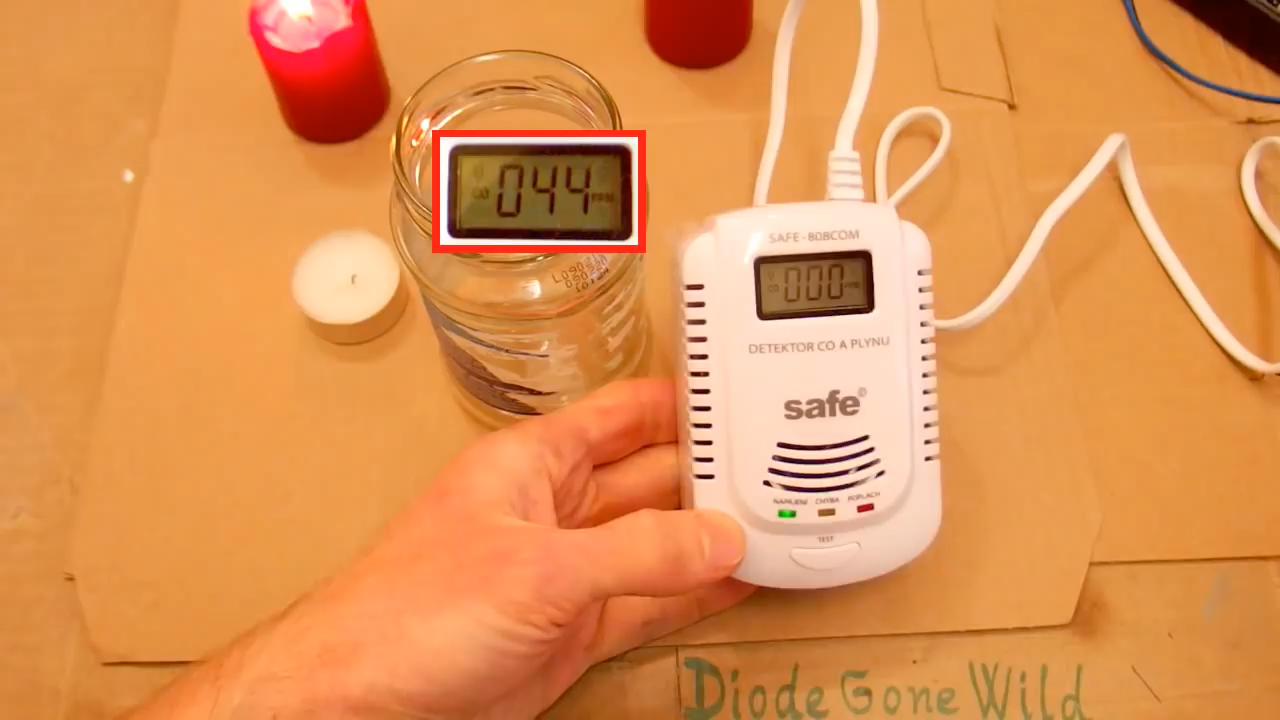 CO 044 PPM
SAFE-808COM
CO 000 PPM
DETEKTOR CO A PLYNU
safe®
NAPÁJENÍ CHYBA POPLACH
TEST
Diode Gone Wild